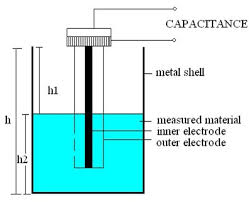 CAPACITANCE
metal shell
h1
h
measured material
inner electrode
outer electrode
h2